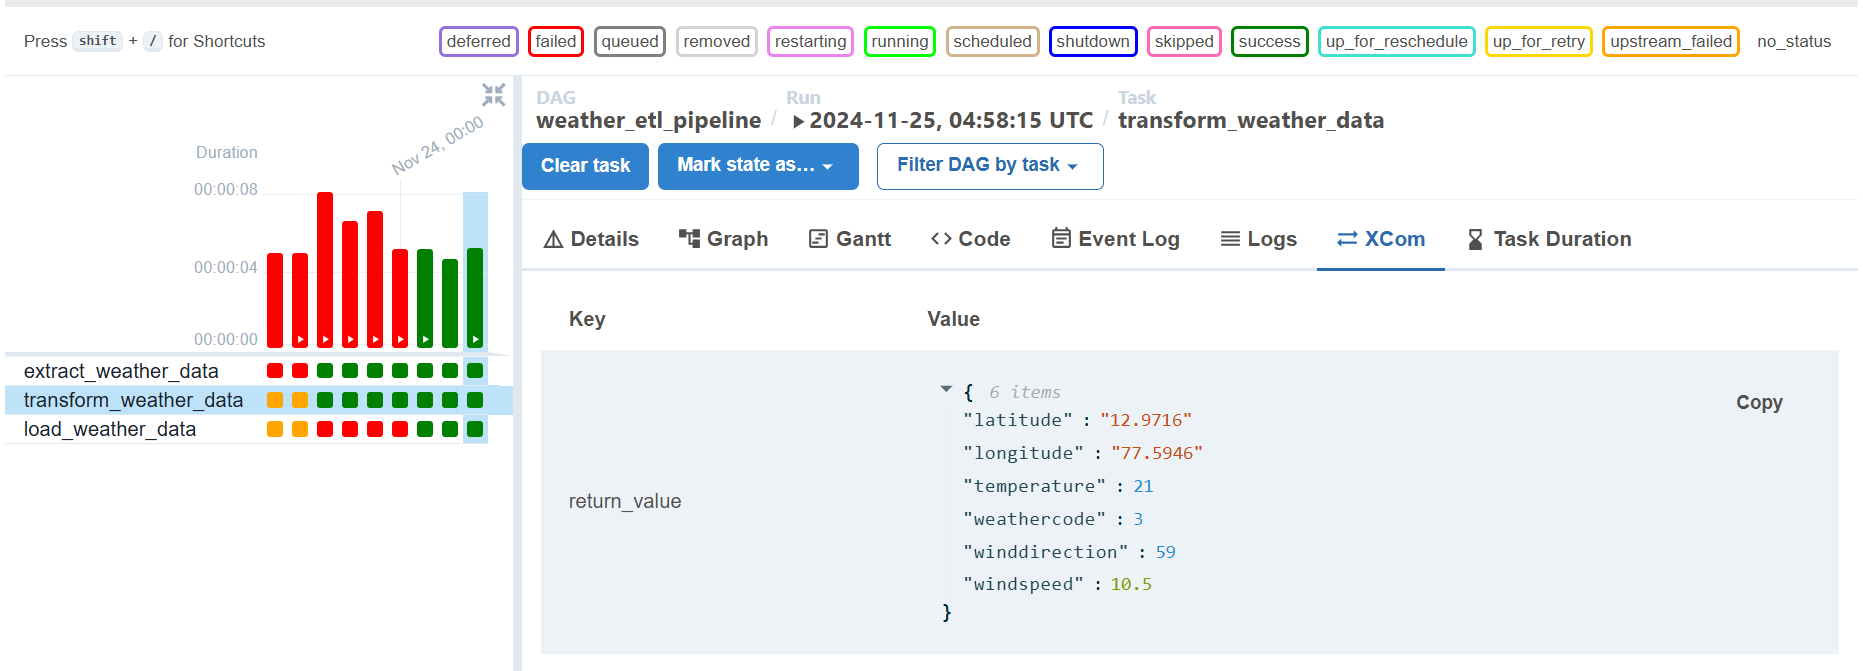 Press shift + / for Shortcuts
deferred failed queued removed restarting running scheduled shutdown skipped success up_for_reschedule up_for_retry upstream_failed no_status
DAG Run Task
weather_etl_pipeline / 2024-11-25, 04:58:15 UTC / transform_weather_data
Clear task Mark state as... Filter DAG by task
Nov 24, 00:00
Duration
00:00:08
00:00:04
00:00:00
extract_weather_data
transform_weather_data
load_weather_data
Details Graph Gantt Code Event Log Logs XCom Task Duration
Key Value
return_value
{ 6 items
"latitude" : "12.9716"
"longitude" : "77.5946"
"temperature" : 21
"weathercode" : 3
"winddirection" : 59
"windspeed" : 10.5
}
Copy